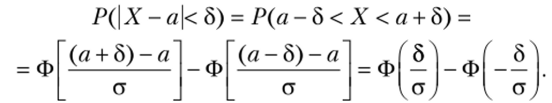 P(|X − a| < δ) = P(a − δ < X < a + δ) =
= Φ[((a + δ) − a)/σ] − Φ[((a − δ) − a)/σ] = Φ(δ/σ) − Φ(−δ/σ).